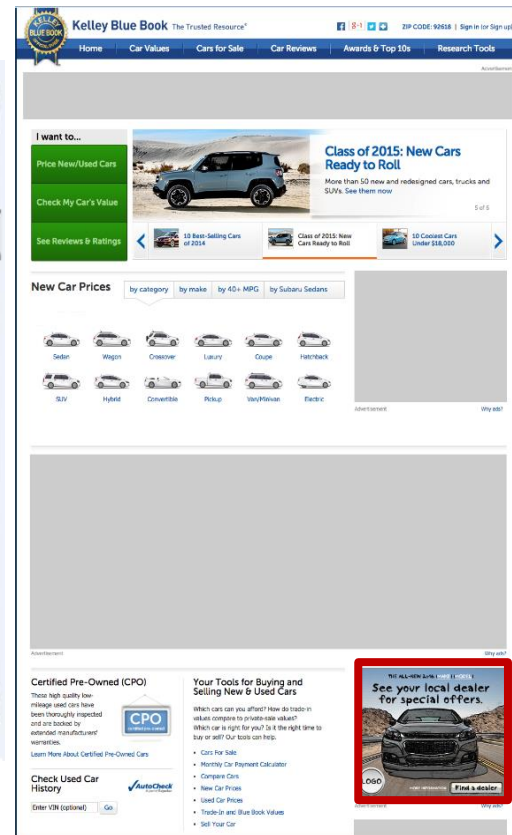 KELLEY
BLUE BOOK
Kelley Blue Book The Trusted Resource®
ZIP CODE: 92618 | Sign in (or Sign up)
Home Car Values Cars for Sale Car Reviews Awards & Top 10s Research Tools
Advertisement
I want to...
Price New/Used Cars
Check My Car's Value
See Reviews & Ratings
Class of 2015: New Cars
Ready to Roll
More than 50 new and redesigned cars, trucks and
SUVs. See them now
5 of 5
10 Best-Selling Cars
of 2014
Class of 2015: New
Cars Ready to Roll
10 Coolest Cars
Under $18,000
New Car Prices
by category by make by 40+ MPG by Subaru Sedans
Sedan Wagon Crossover Luxury Coupe Hatchback
SUV Hybrid Convertible Pickup Van/Minivan Electric
Advertisement Why ads?
Advertisement Why ads?
Certified Pre-Owned (CPO)
These high quality low-
mileage used cars have
been thoroughly inspected
and are backed by
extended manufacturers'
warranties.
CPO
Learn More About Certified Pre-Owned Cars
Check Used Car
History
AutoCheck
Enter VIN (optional) Go
Your Tools for Buying and
Selling New & Used Cars
Which cars can you afford? How do trade-in
values compare to private-sale values?
Which car is right for you? Is it the right time to
buy or sell? Our tools can help.
• Cars For Sale
• Monthly Car Payment Calculator
• Compare Cars
• New Car Prices
• Used Car Prices
• Trade-In and Blue Book Values
• Sell Your Car
THE ALL-NEW 2016
See your local dealer
for special offers.
LOGO
MORE INFORMATION
Find a dealer
Advertisement Why ads?